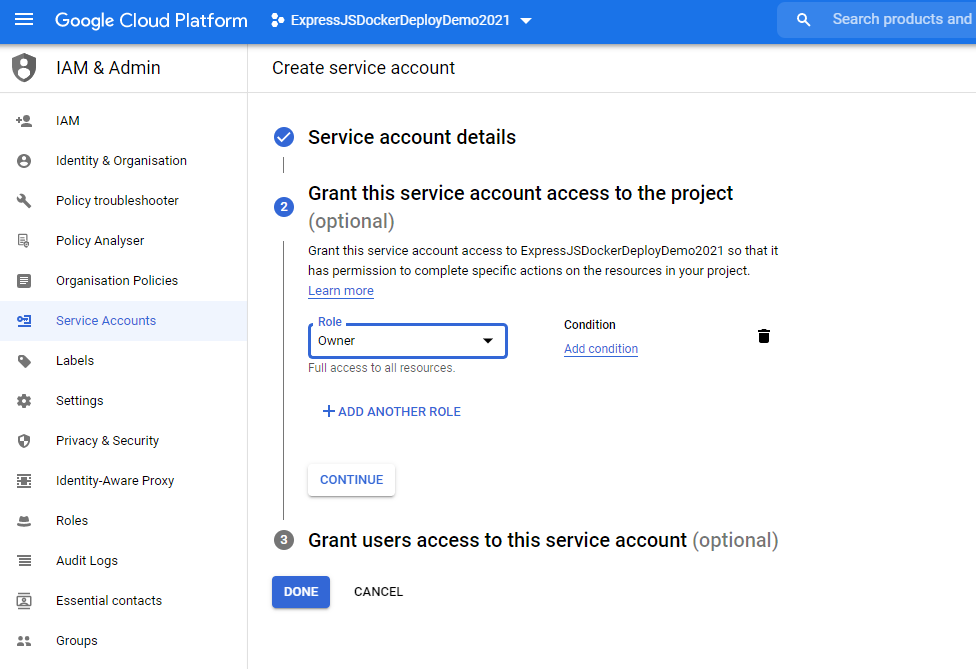 Google Cloud Platform
ExpressJSDockerDeployDemo2021
Search products and
IAM & Admin
Create service account
IAM
Identity & Organisation
Policy troubleshooter
Policy Analyser
Organisation Policies
Service Accounts
Labels
Settings
Privacy & Security
Identity-Aware Proxy
Roles
Audit Logs
Essential contacts
Groups
Service account details
2
Grant this service account access to the project
(optional)
Grant this service account access to ExpressJSDockerDeployDemo2021 so that it
has permission to complete specific actions on the resources in your project.
Learn more
Role
Owner
Full access to all resources.
Condition
Add condition
+ ADD ANOTHER ROLE
CONTINUE
3
Grant users access to this service account (optional)
DONE
CANCEL